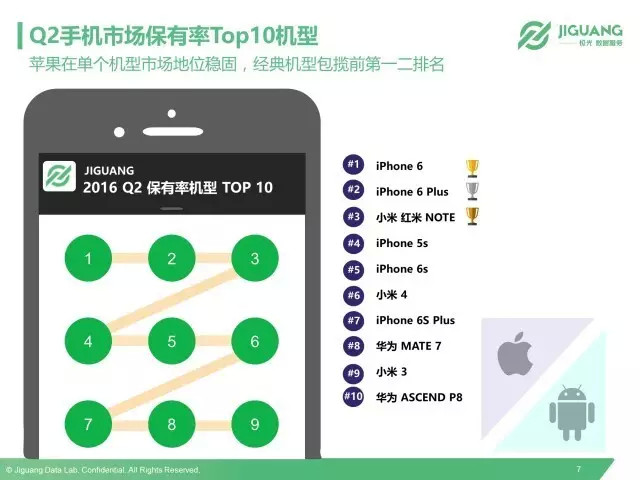 Q2手机市场保有率Top10机型
苹果在单个机型市场地位稳固，经典机型包揽前第一二排名
JIGUANG
极光 数据服务
JIGUANG
2016 Q2 保有率机型 TOP 10
1 2 3
4 5 6
7 8 9
#1 iPhone 6
#2 iPhone 6 Plus
#3 小米 红米 NOTE
#4 iPhone 5s
#5 iPhone 6s
#6 小米 4
#7 iPhone 6S Plus
#8 华为 MATE 7
#9 小米 3
#10 华为 ASCEND P8
© Jiguang Data Lab. Confidential. All Rights Reserved.
7